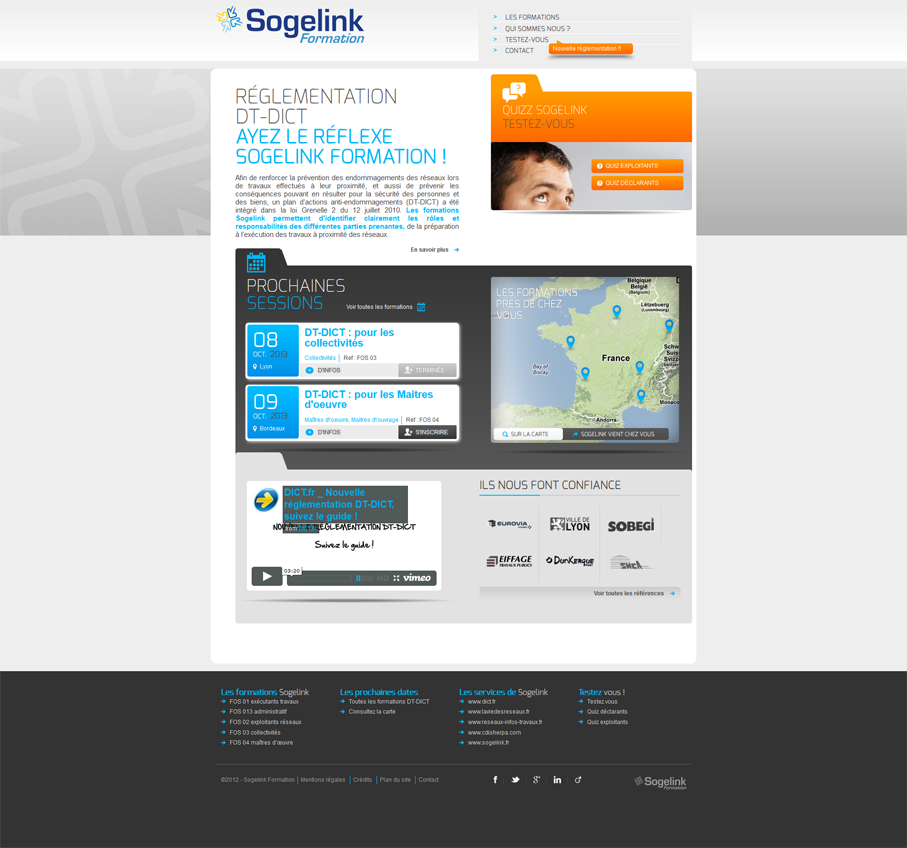 Sogelink
Formation
LES FORMATIONS
QUI SOMMES NOUS ?
TESTEZ-VOUS
CONTACT
Nouvelle réglementation !!
RÉGLEMENTATION
DT-DICT
AYEZ LE RÉFLEXE
SOGELINK FORMATION !
Afin de renforcer la prévention des endommagements des réseaux lors
de travaux effectués à leur proximité, et aussi de prévenir les
conséquences pouvant en résulter pour la sécurité des personnes et
des biens, un plan d'actions anti-endommagements (DT-DICT) a été
intégré dans la loi Grenelle 2 du 12 juillet 2010. Les formations
Sogelink permettent d'identifier clairement les rôles et
responsabilités des différentes parties prenantes, de la préparation
à l'exécution des travaux à proximité des réseaux.
En savoir plus
QUIZZ SOGELINK
TESTEZ-VOUS
QUIZ EXPLOITANTS
QUIZ DÉCLARANTS
PROCHAINES
SESSIONS
Voir toutes les formations
08
OCT. 2013
Lyon
DT-DICT : pour les
collectivités
Collectivités
Ref : FOS 03
D'INFOS
TERMINÉE
09
OCT. 2013
Bordeaux
DT-DICT : pour les Maitres
d'oeuvre
Maîtres d'oeuvre, Maitres d'ouvrage
Ref : FOS 04
D'INFOS
S'INSCRIRE
LES FORMATIONS
PRÈS DE CHEZ
VOUS
Belgique
België
(Belgium)
Lëtzebuerg
(Luxembourg)
France
Bay of
Biscay
Monaco
Andorra
SUR LA CARTE
SOGELINK VIENT CHEZ VOUS
DICT.fr _ Nouvelle
réglementation DT-DICT,
suivez le guide !
from
Suivez le guide !
03:20
HD
vimeo
ILS NOUS FONT CONFIANCE
EUROVIA
VILLE DE
LYON
SOBEGI
EIFFAGE
TRAVAUX PUBLICS
DUNKERQUE
Voir toutes les références
Les formations Sogelink
FOS 01 exécutants travaux
FOS 013 administratif
FOS 02 exploitants réseaux
FOS 03 collectivités
FOS 04 maîtres d'œuvre
Les prochaines dates
Toutes les formations DT-DICT
Consultez la carte
Les services de Sogelink
www.dict.fr
www.laviedesreseaux.fr
www.reseaux-infos-travaux.fr
www.cdisherpa.com
www.sogelink.fr
Testez vous !
Testez vous
Quiz déclarants
Quiz exploitants
©2012 - Sogelink Formation
Mentions légales
Crédits
Plan du site
Contact
Sogelink
Formation